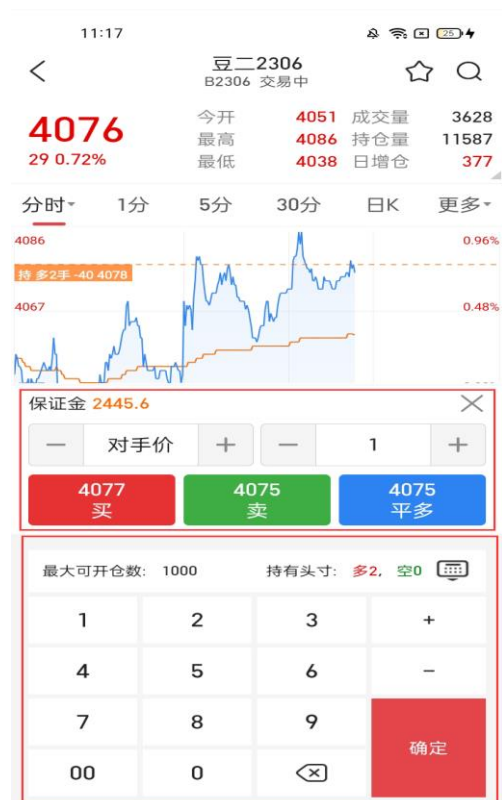 11:17
25
豆二2306
B2306 交易中
4076
29 0.72%
今开 4051 成交量 3628
最高 4086 持仓量 11587
最低 4038 日增仓 377
分时 1分 5分 30分 日K 更多
4086 0.96%
持 多2手 -40 4078
4067 0.48%
保证金 2445.6
— 对手价 + — 1 +
4077 4075 4075
买 卖 平多
最大可开仓数: 1000 持有头寸: 多2, 空0
1 2 3 +
4 5 6 −
7 8 9
确定
00 0